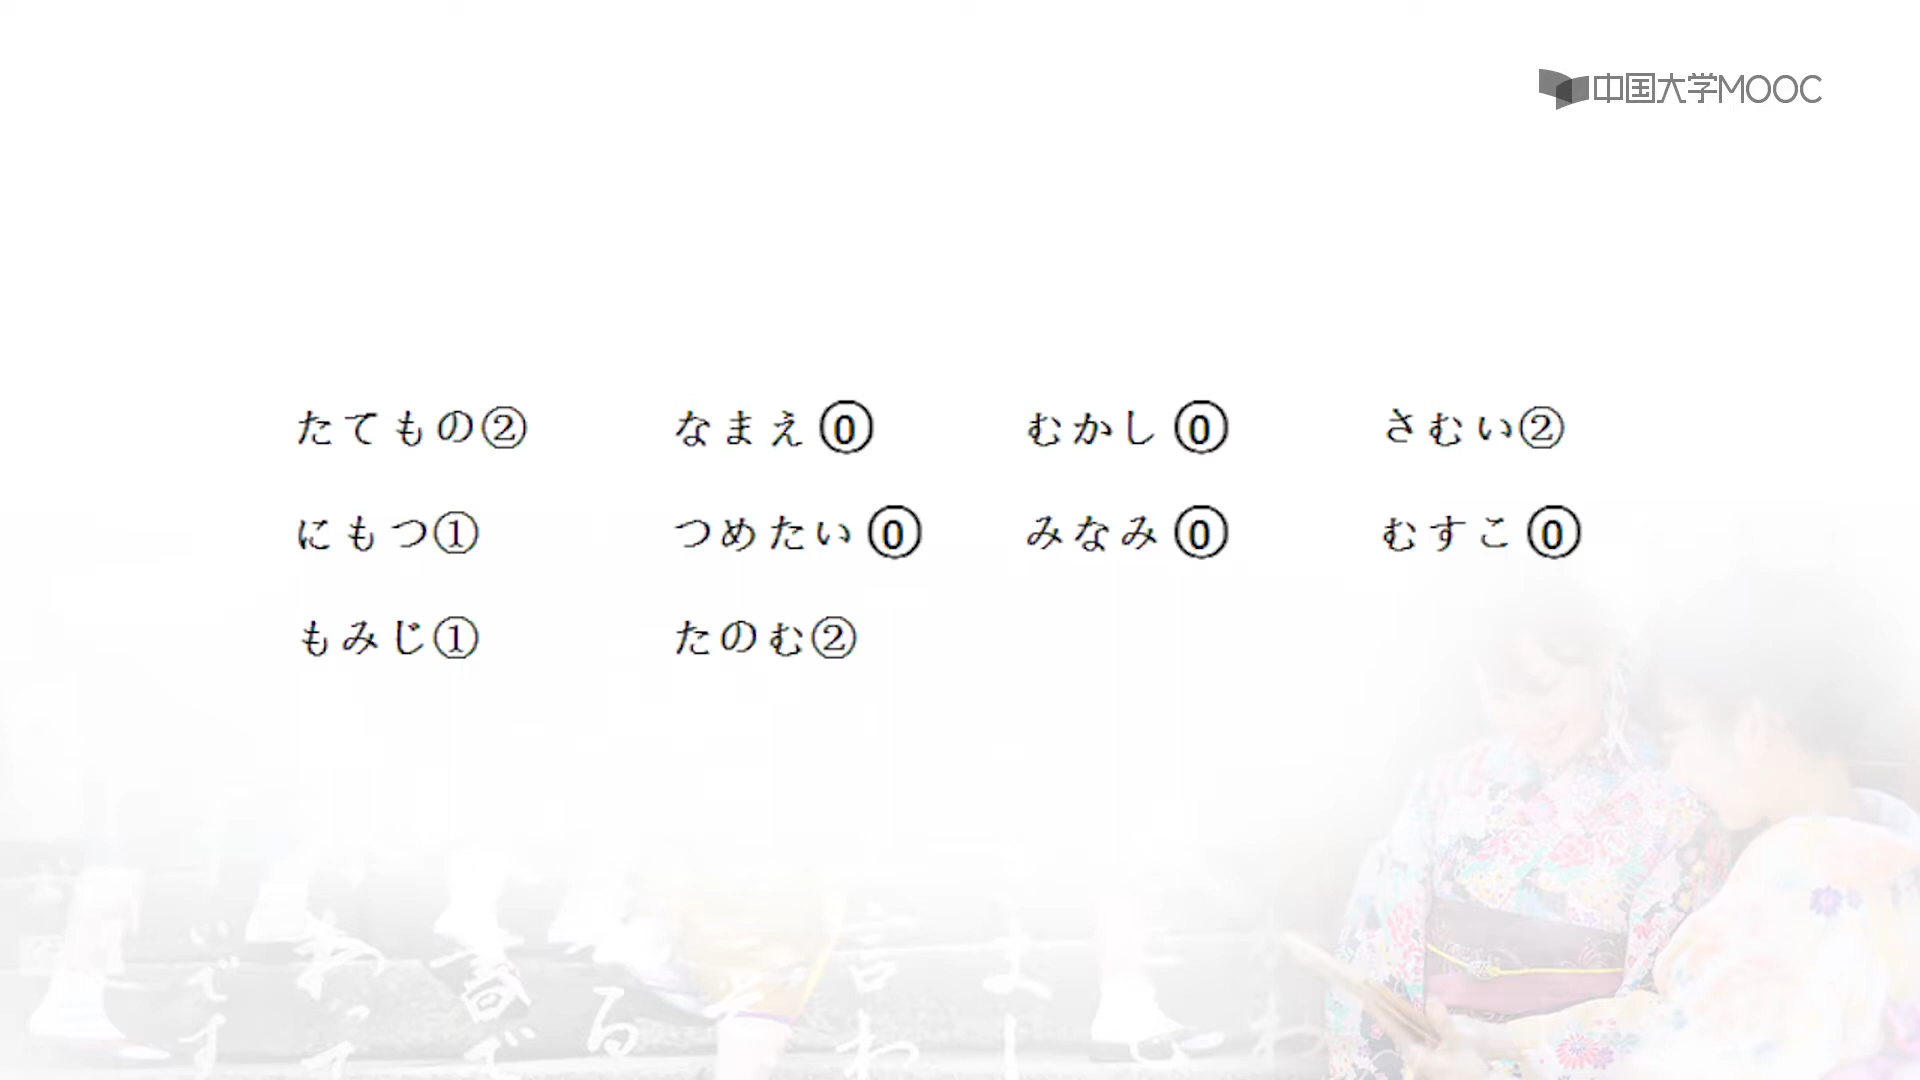 中国大学MOOC
たてもの② なまえ⓪ むかし⓪ さむい②
にもつ① つめたい⓪ みなみ⓪ むすこ⓪
もみじ① たのむ②